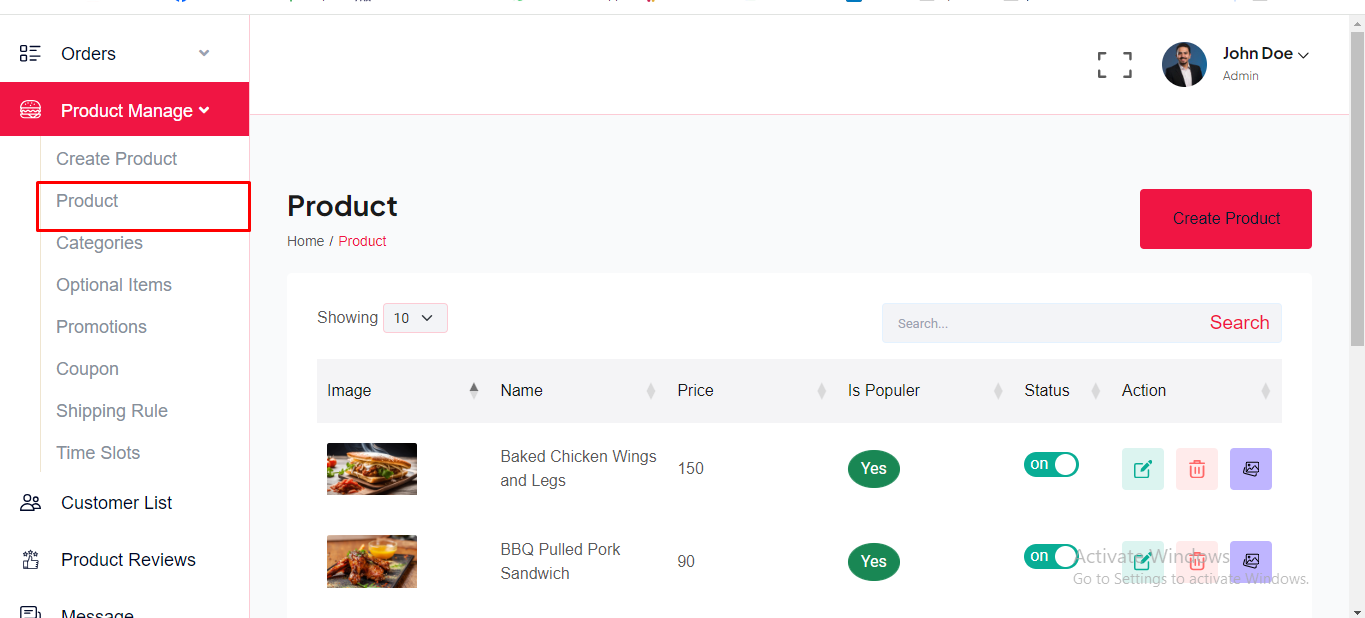 Orders
Product Manage
Create Product
Product
Categories
Optional Items
Promotions
Coupon
Shipping Rule
Time Slots
Customer List
Product Reviews
Message
John Doe
Admin
Product
Home / Product
Create Product
Showing 10
Search...
Search
Image Name Price Is Populer Status Action
Baked Chicken Wings
and Legs
150 Yes on
BBQ Pulled Pork
Sandwich
90 Yes on
Activate Windows
Go to Settings to activate Windows.